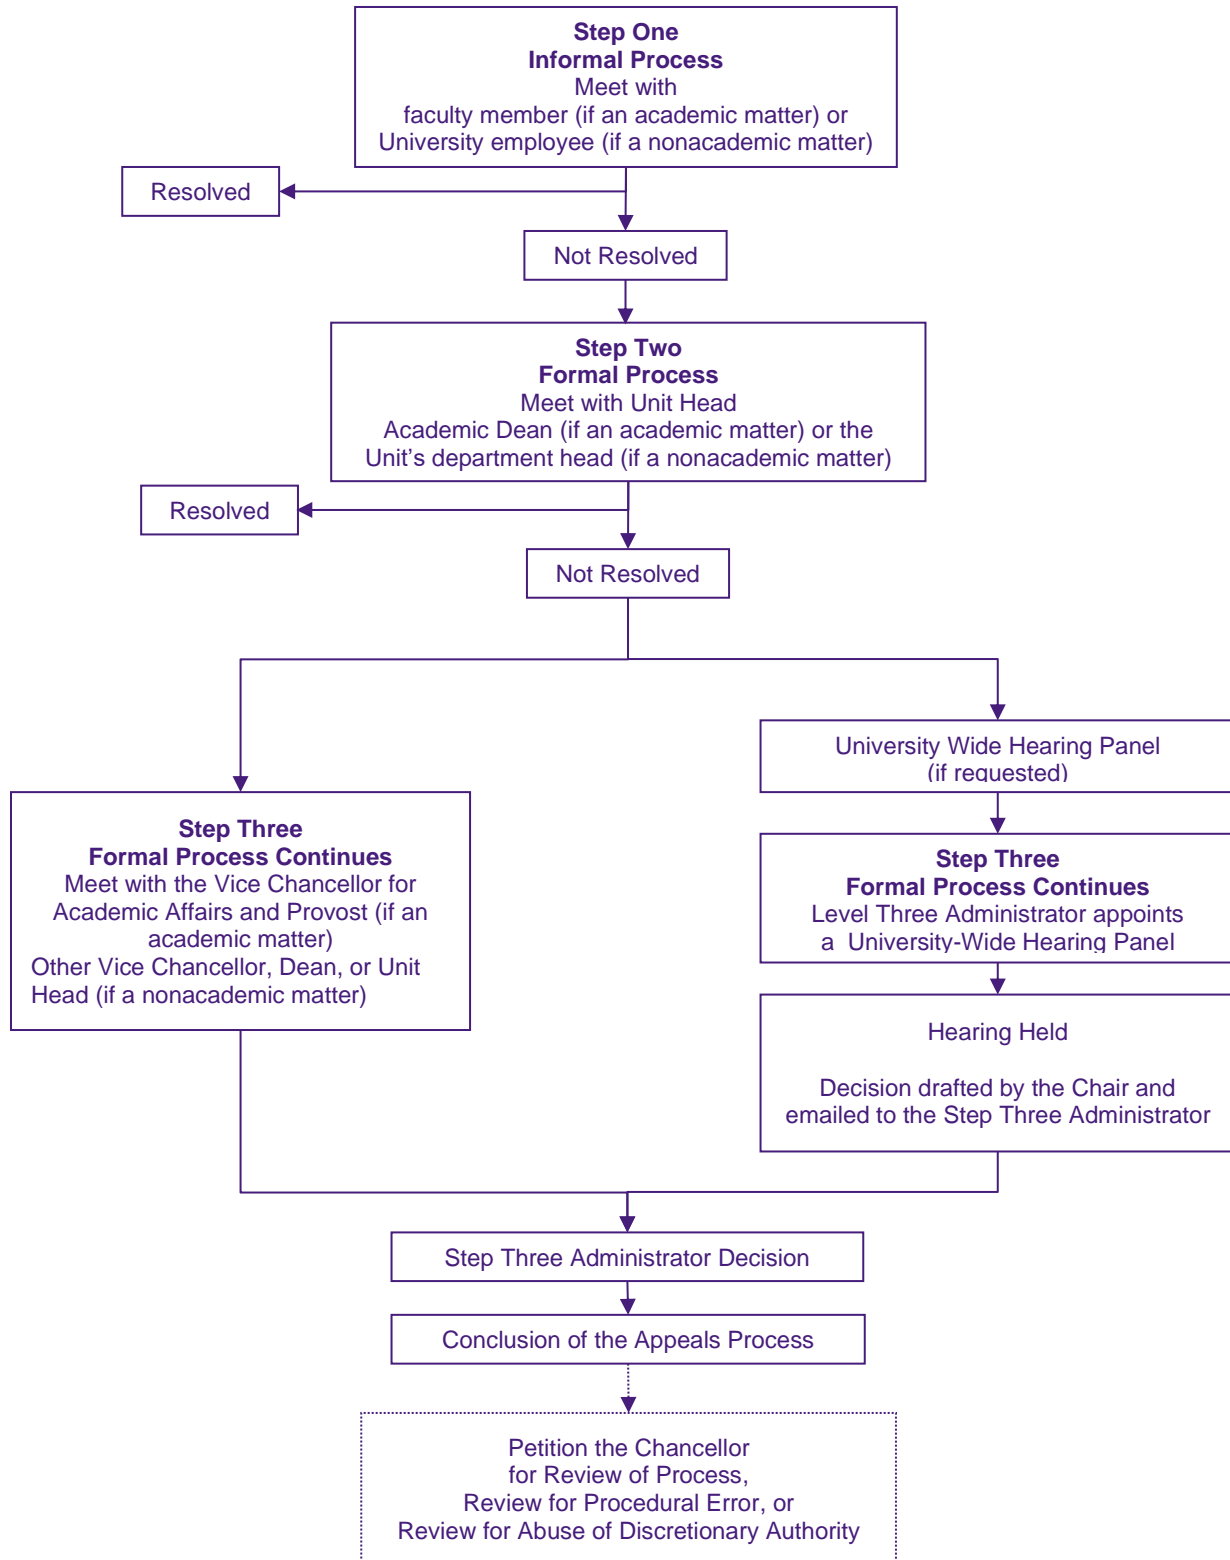 Step One
Informal Process
Meet with
faculty member (if an academic matter) or
University employee (if a nonacademic matter)
Resolved
Not Resolved
Step Two
Formal Process
Meet with Unit Head
Academic Dean (if an academic matter) or the
Unit’s department head (if a nonacademic matter)
Resolved
Not Resolved
University Wide Hearing Panel
(if requested)
Step Three
Formal Process Continues
Meet with the Vice Chancellor for
Academic Affairs and Provost (if an
academic matter)
Other Vice Chancellor, Dean, or Unit
Head (if a nonacademic matter)
Step Three
Formal Process Continues
Level Three Administrator appoints
a University-Wide Hearing Panel
Hearing Held
Decision drafted by the Chair and
emailed to the Step Three Administrator
Step Three Administrator Decision
Conclusion of the Appeals Process
Petition the Chancellor
for Review of Process,
Review for Procedural Error, or
Review for Abuse of Discretionary Authority